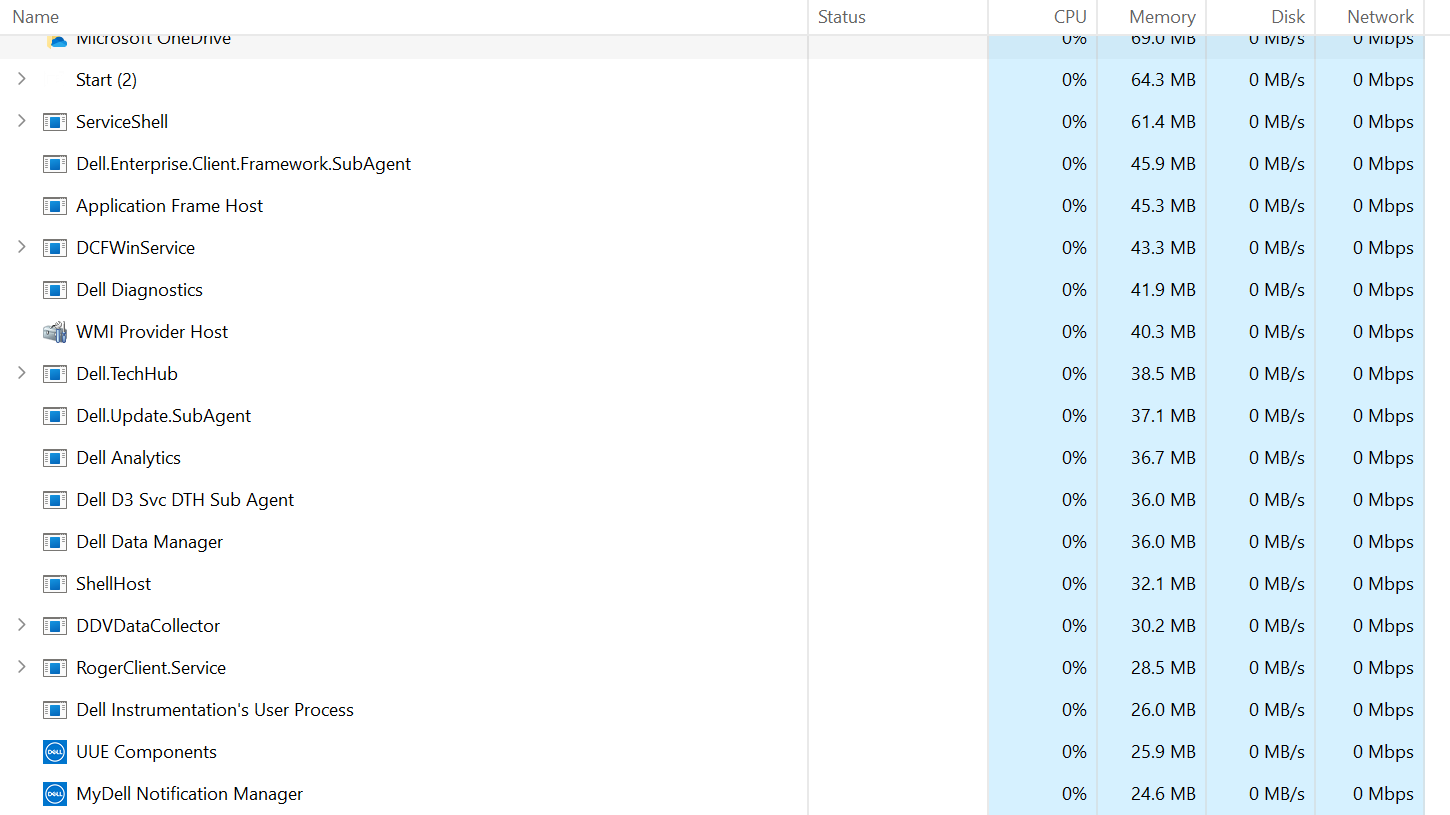 Name Status CPU Memory Disk Network
Microsoft OneDrive 0% 69.0 MB 0 MB/s 0 Mbps
Start (2) 0% 64.3 MB 0 MB/s 0 Mbps
ServiceShell 0% 61.4 MB 0 MB/s 0 Mbps
Dell.Enterprise.Client.Framework.SubAgent 0% 45.9 MB 0 MB/s 0 Mbps
Application Frame Host 0% 45.3 MB 0 MB/s 0 Mbps
DCFWinService 0% 43.3 MB 0 MB/s 0 Mbps
Dell Diagnostics 0% 41.9 MB 0 MB/s 0 Mbps
WMI Provider Host 0% 40.3 MB 0 MB/s 0 Mbps
Dell.TechHub 0% 38.5 MB 0 MB/s 0 Mbps
Dell.Update.SubAgent 0% 37.1 MB 0 MB/s 0 Mbps
Dell Analytics 0% 36.7 MB 0 MB/s 0 Mbps
Dell D3 Svc DTH Sub Agent 0% 36.0 MB 0 MB/s 0 Mbps
Dell Data Manager 0% 36.0 MB 0 MB/s 0 Mbps
ShellHost 0% 32.1 MB 0 MB/s 0 Mbps
DDVDataCollector 0% 30.2 MB 0 MB/s 0 Mbps
RogerClient.Service 0% 28.5 MB 0 MB/s 0 Mbps
Dell Instrumentation's User Process 0% 26.0 MB 0 MB/s 0 Mbps
DELL UUE Components 0% 25.9 MB 0 MB/s 0 Mbps
DELL MyDell Notification Manager 0% 24.6 MB 0 MB/s 0 Mbps